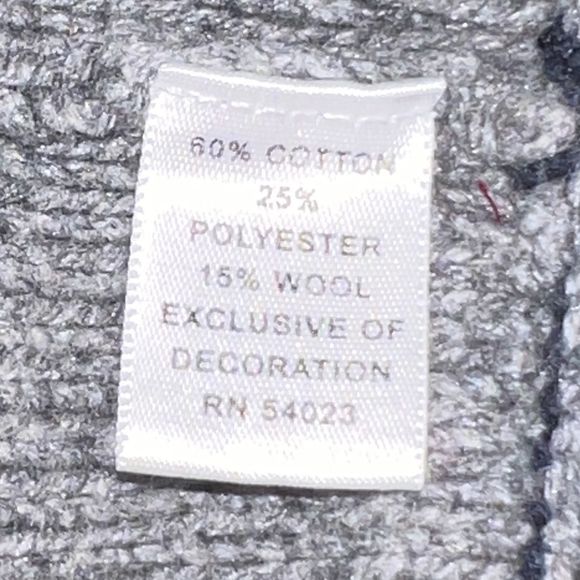 60% COTTON
25%
POLYESTER
15% WOOL
EXCLUSIVE OF
DECORATION
RN 54023